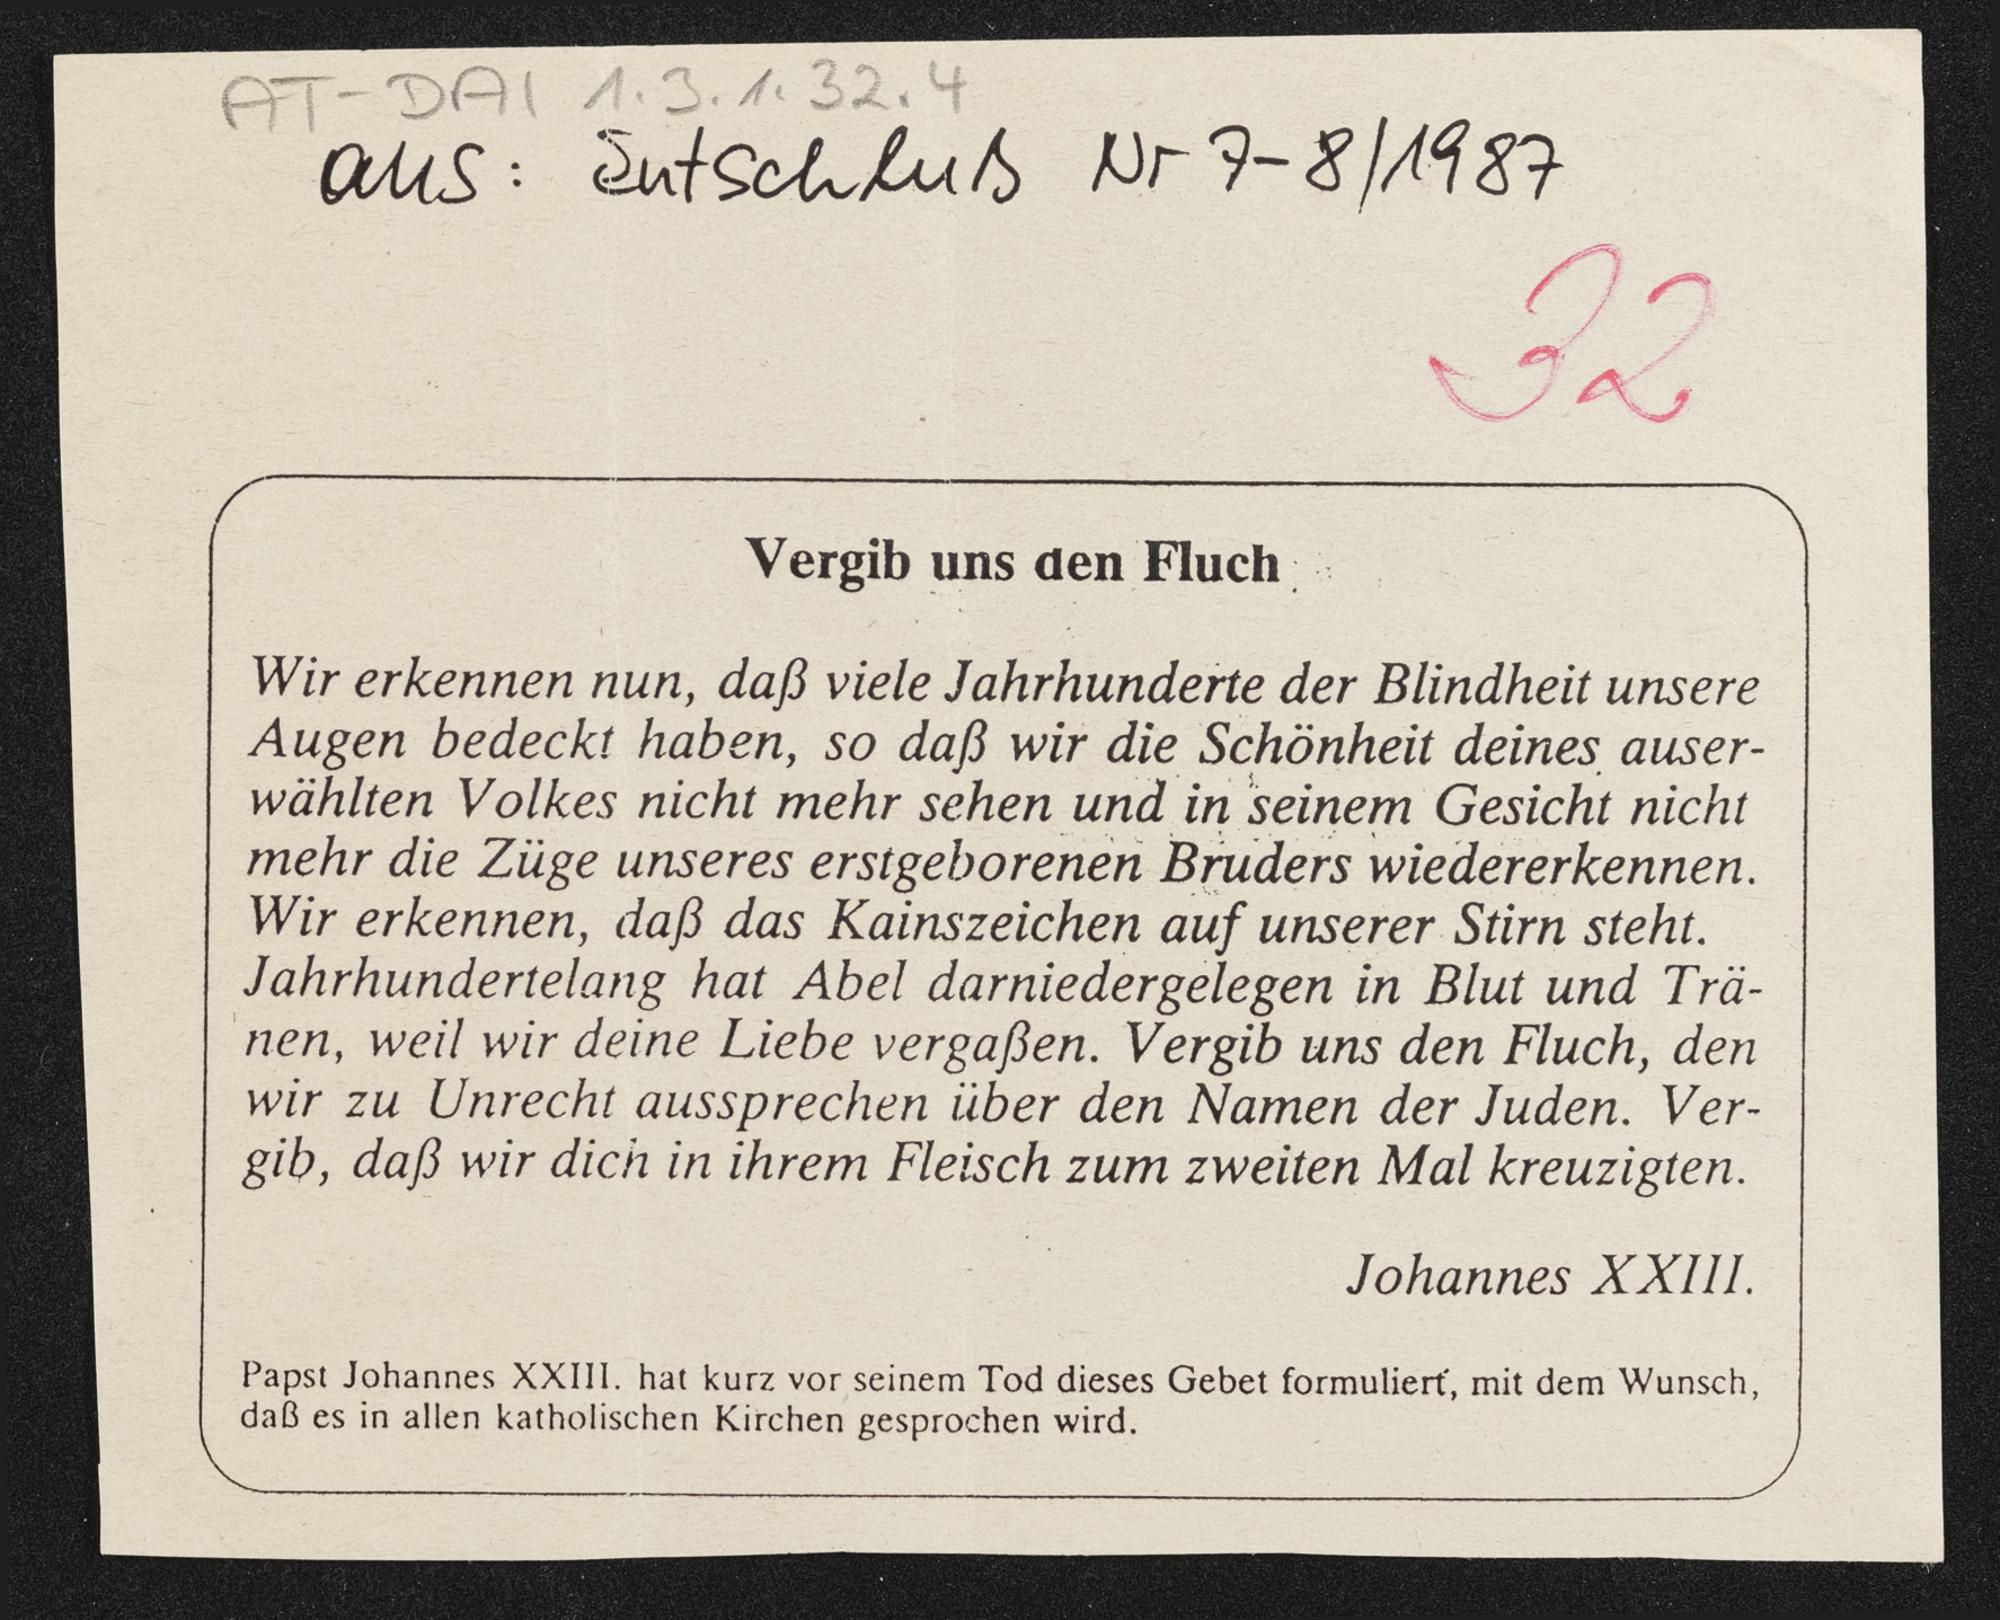 AT-DAI 1.3.1.32.4
aus: Entschluß Nr 7-8/1987
32
Vergib uns den Fluch
Wir erkennen nun, daß viele Jahrhunderte der Blindheit unsere
Augen bedeckt haben, so daß wir die Schönheit deines auser-
wählten Volkes nicht mehr sehen und in seinem Gesicht nicht
mehr die Züge unseres erstgeborenen Bruders wiedererkennen.
Wir erkennen, daß das Kainszeichen auf unserer Stirn steht.
Jahrhundertelang hat Abel darniedergelegen in Blut und Trä-
nen, weil wir deine Liebe vergaßen. Vergib uns den Fluch, den
wir zu Unrecht aussprechen über den Namen der Juden. Ver-
gib, daß wir dich in ihrem Fleisch zum zweiten Mal kreuzigten.
Johannes XXIII.
Papst Johannes XXIII. hat kurz vor seinem Tod dieses Gebet formuliert, mit dem Wunsch,
daß es in allen katholischen Kirchen gesprochen wird.